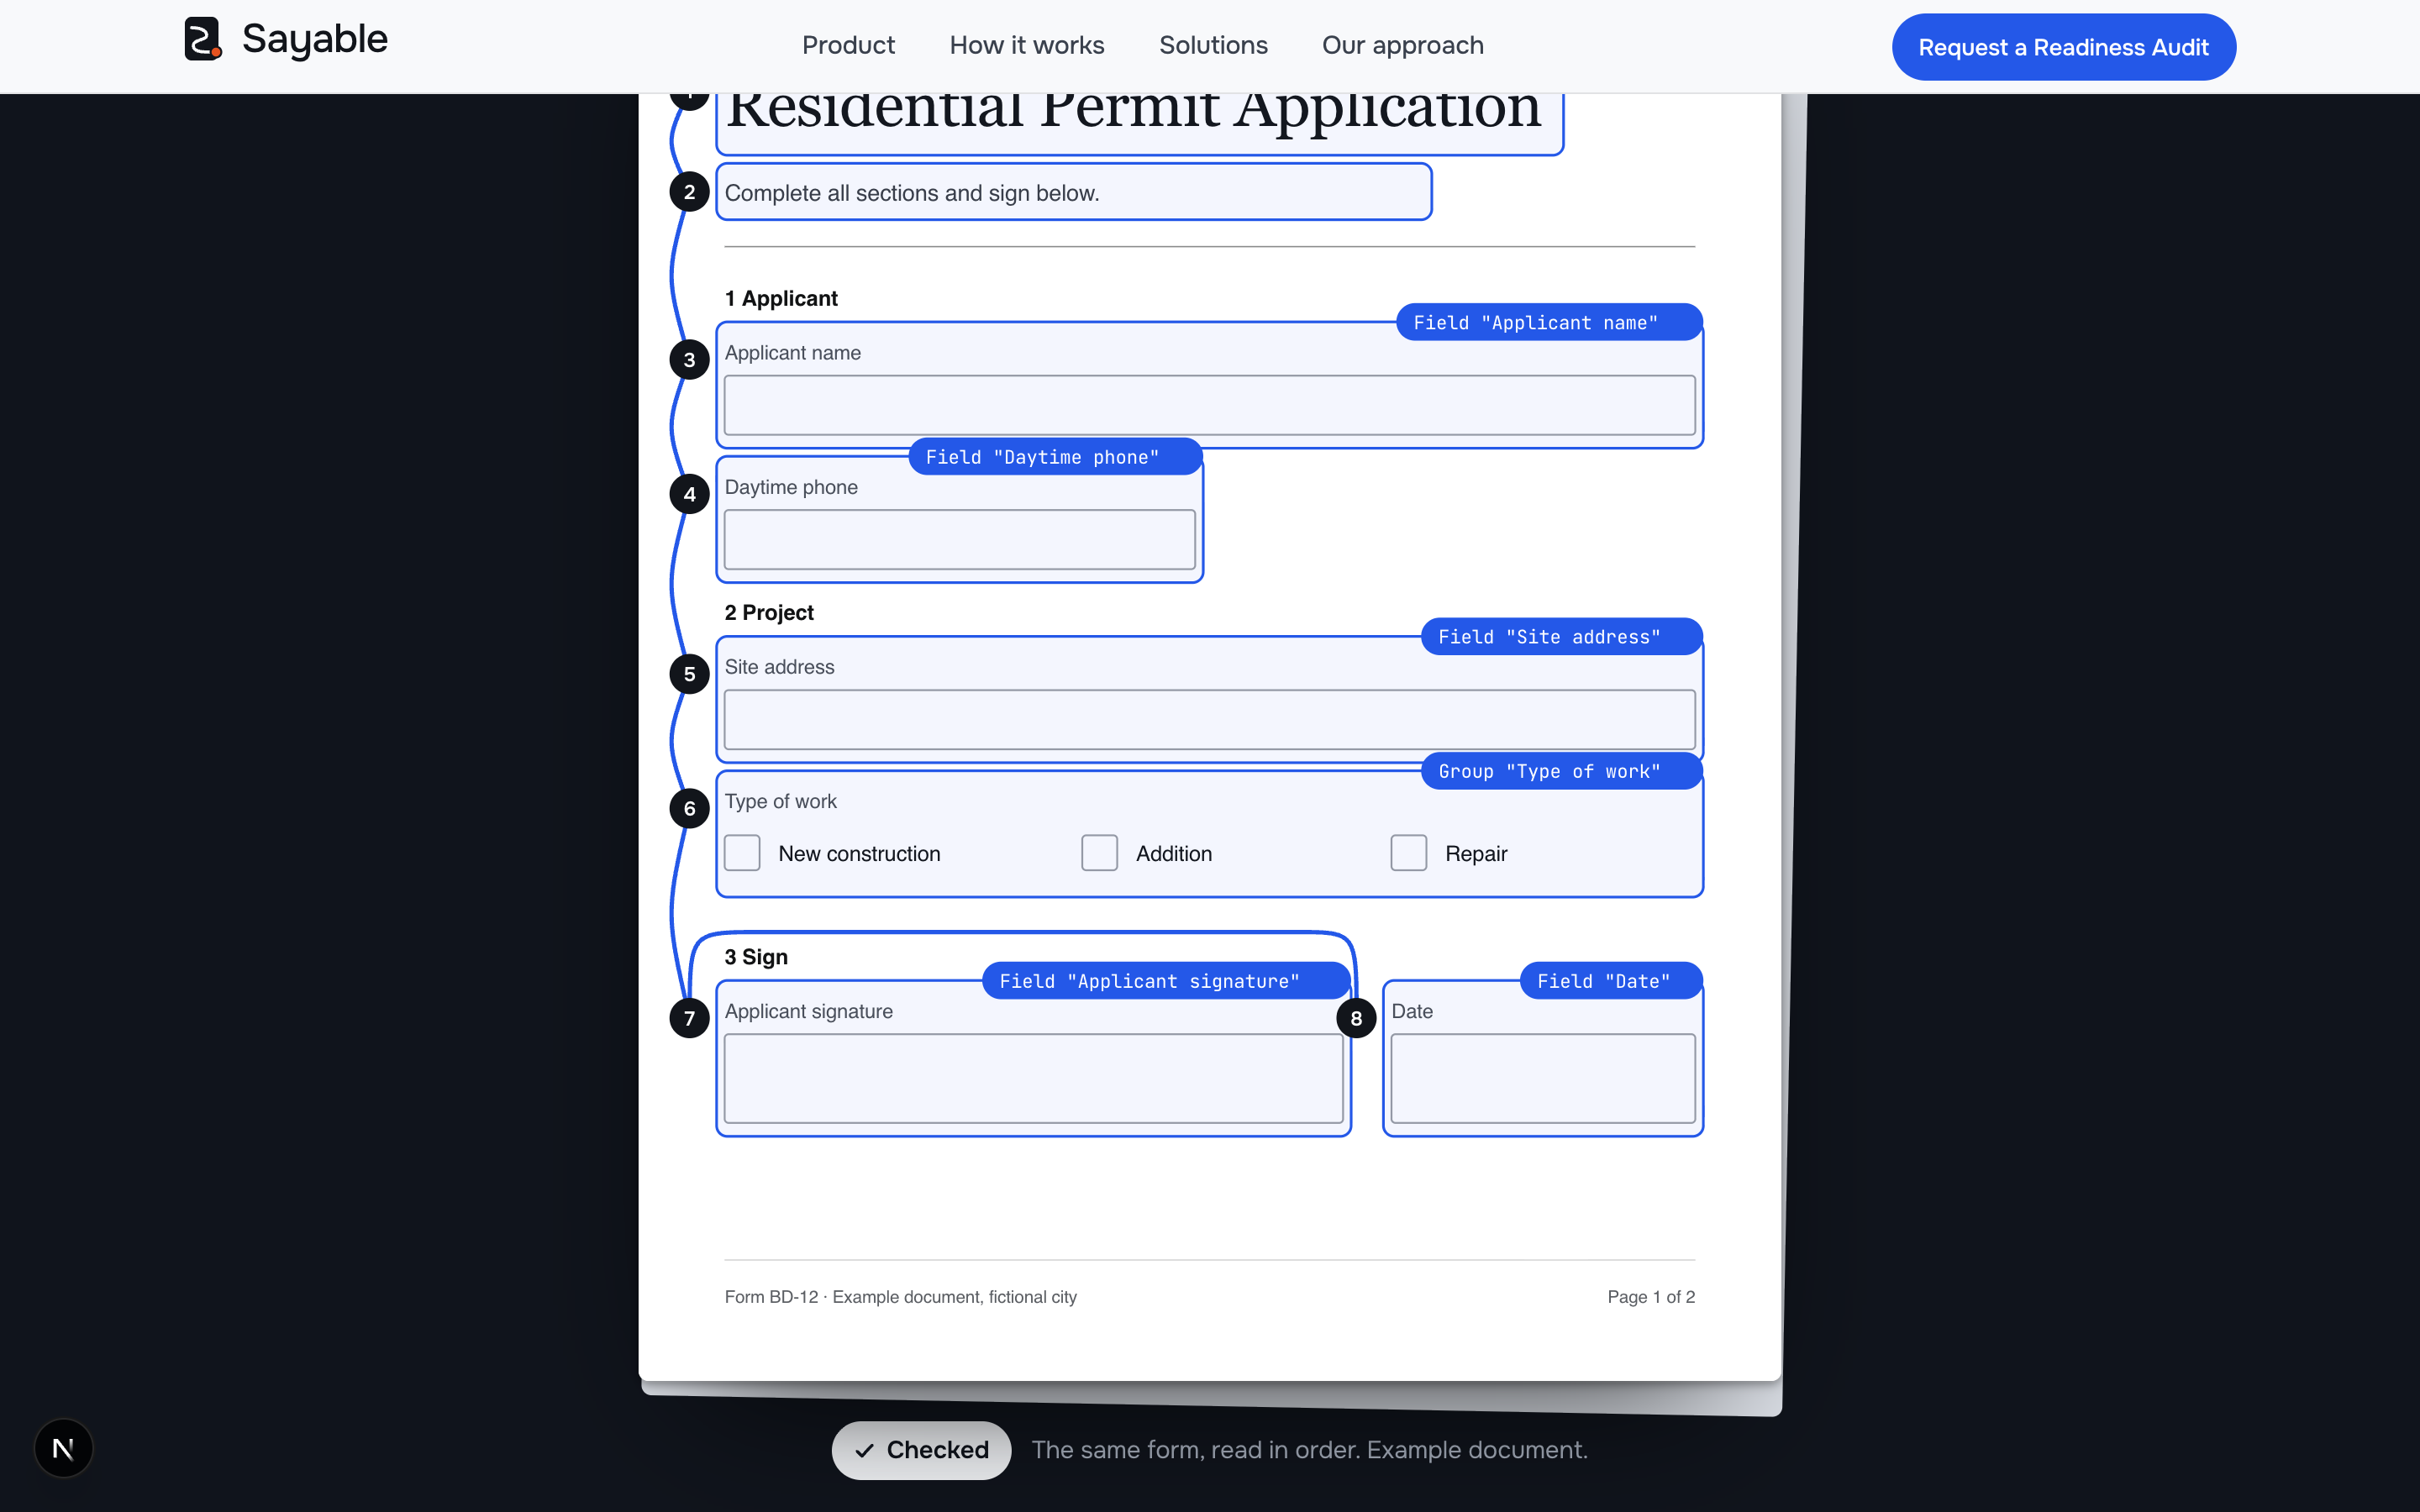 Sayable
Product
How it works
Solutions
Our approach
Request a Readiness Audit
Residential Permit Application
2
Complete all sections and sign below.
1 Applicant
Field "Applicant name"
3
Applicant name
Field "Daytime phone"
4
Daytime phone
2 Project
Field "Site address"
5
Site address
Group "Type of work"
6
Type of work
New construction
Addition
Repair
3 Sign
Field "Applicant signature"
Field "Date"
7
Applicant signature
8
Date
Form BD-12 · Example document, fictional city
Page 1 of 2
N
✓ Checked
The same form, read in order. Example document.